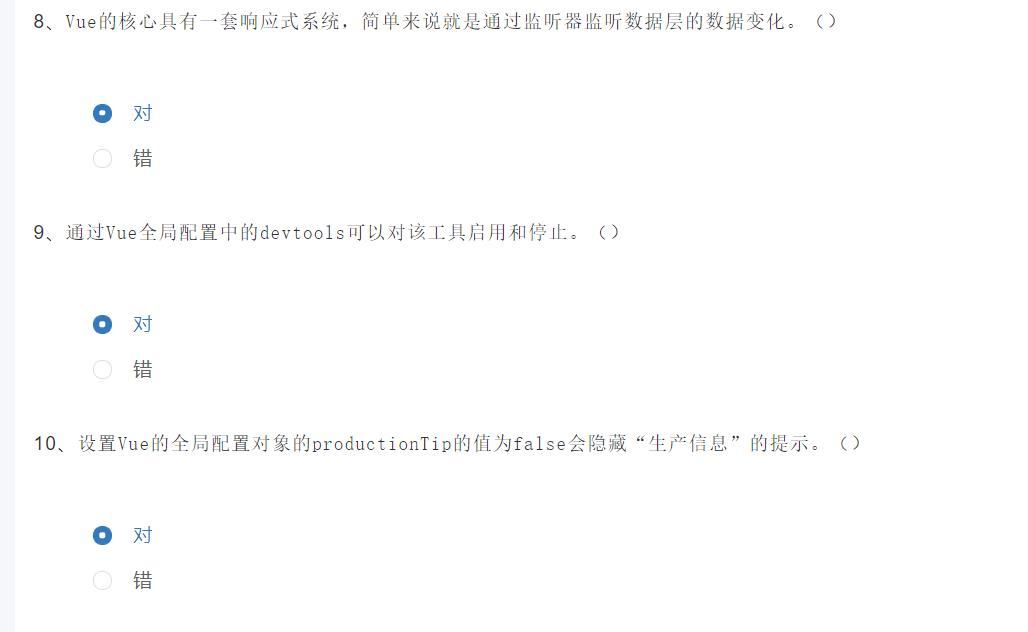 8、Vue的核心具有一套响应式系统，简单来说就是通过监听器监听数据层的数据变化。（）
对
错
9、通过Vue全局配置中的devtools可以对该工具启用和停止。（）
对
错
10、设置Vue的全局配置对象的productionTip的值为false会隐藏“生产信息”的提示。（）
对
错